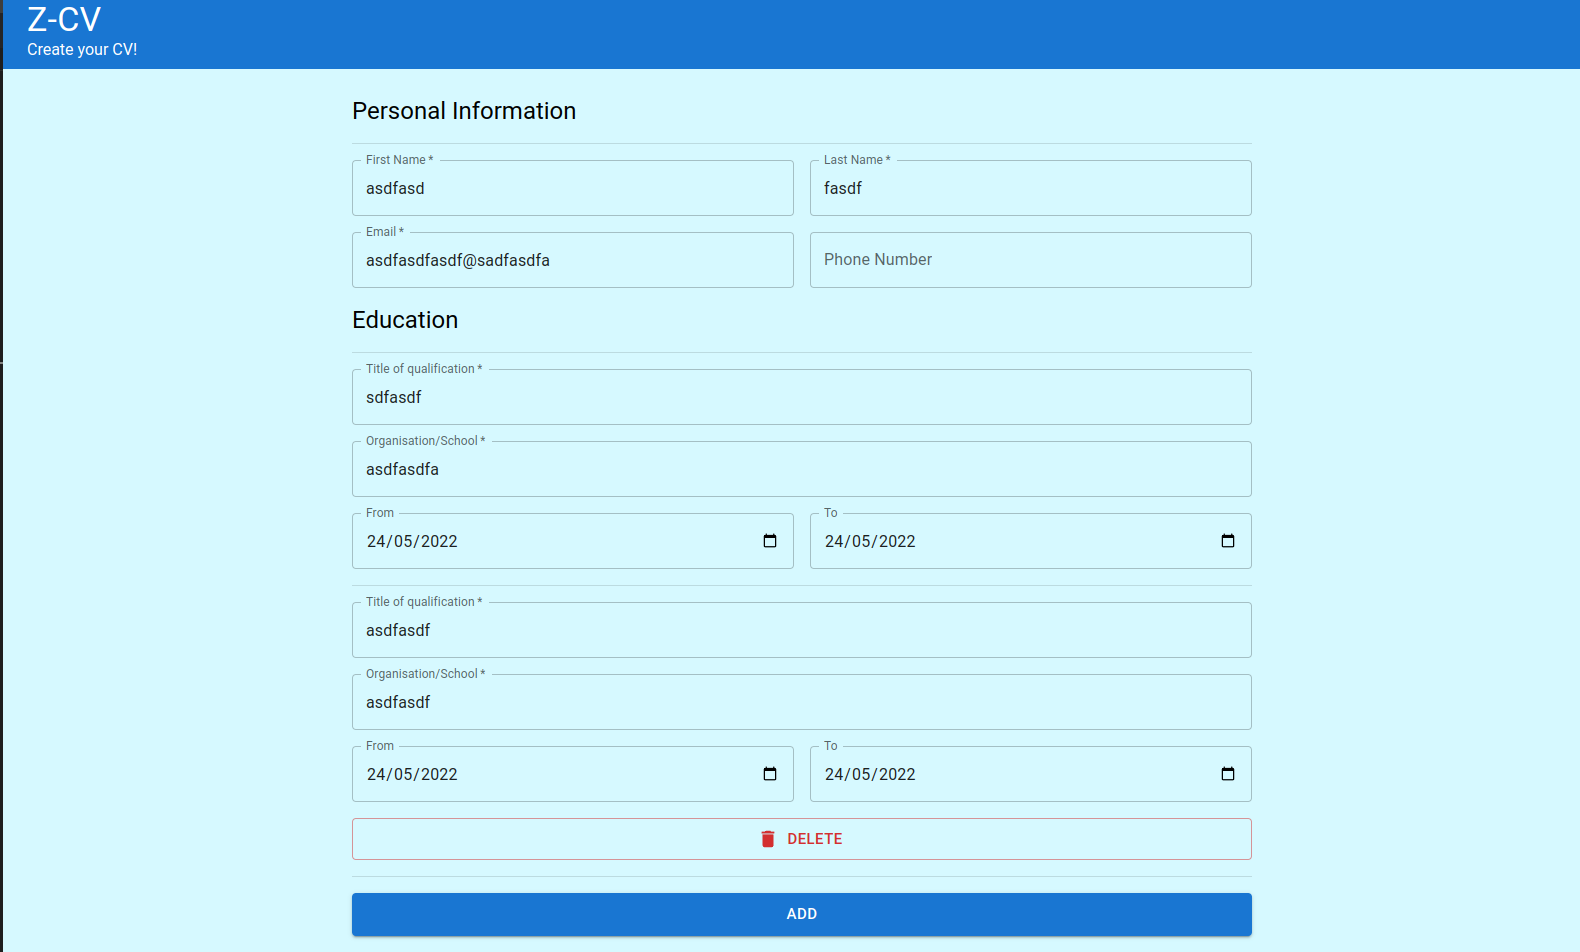 Z-CV
Create your CV!
Personal Information
First Name *
Last Name *
asdfasd
fasdf
Email *
asdfasdfasdf@sadfasdfa
Phone Number
Education
Title of qualification *
sdfasdf
Organisation/School *
asdfasdfa
From
To
24/05/2022
24/05/2022
Title of qualification *
asdfasdf
Organisation/School *
asdfasdf
From
To
24/05/2022
24/05/2022
DELETE
ADD